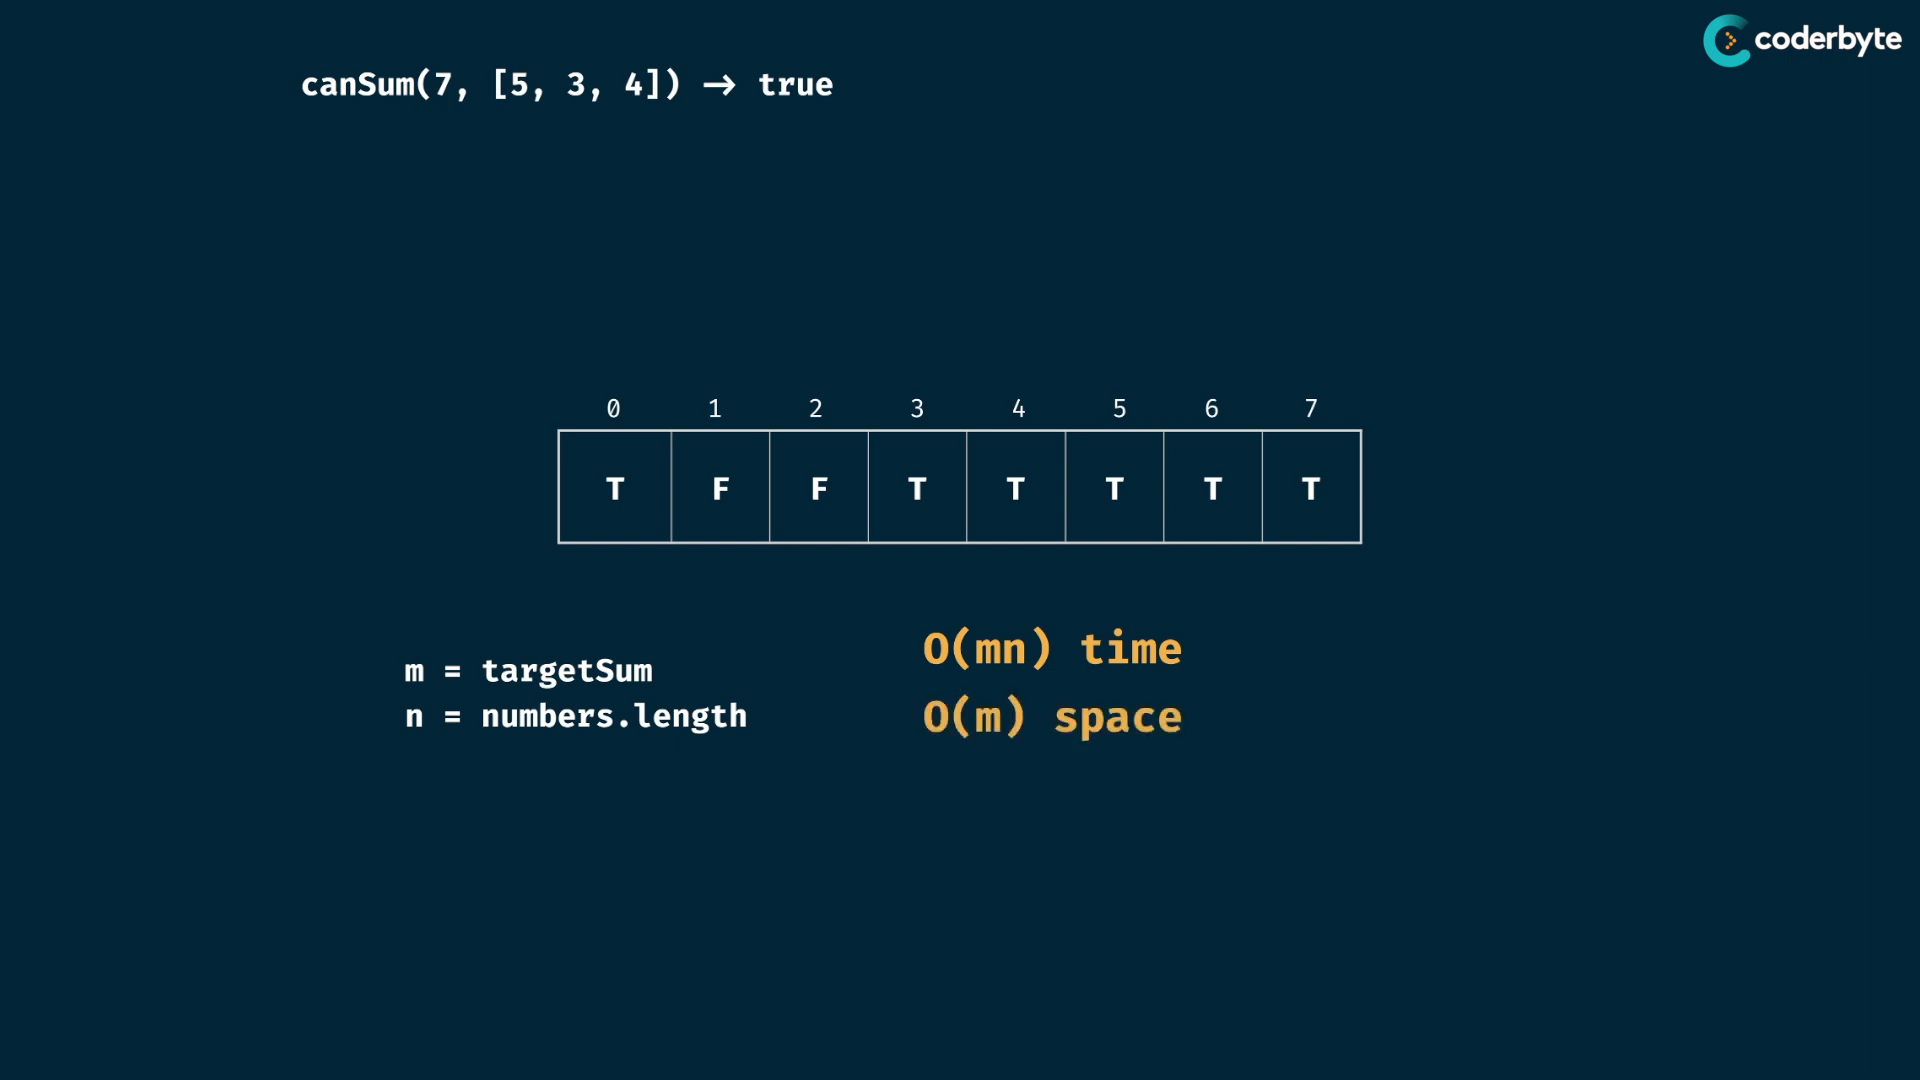 coderbyte
canSum(7, [5, 3, 4]) → true
0 1 2 3 4 5 6 7
T F F T T T T T
m = targetSum
n = numbers.length
O(mn) time
O(m) space